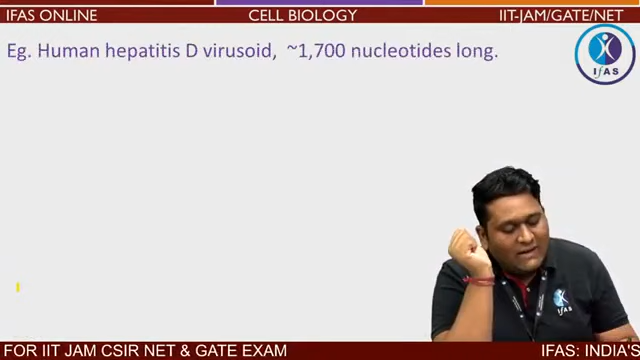 IFAS ONLINE CELL BIOLOGY IIT-JAM/GATE/NET
Eg. Human hepatitis D virusoid, ~1,700 nucleotides long.
IFAS
IFAS
FOR IIT JAM CSIR NET & GATE EXAM IFAS: INDIA'S